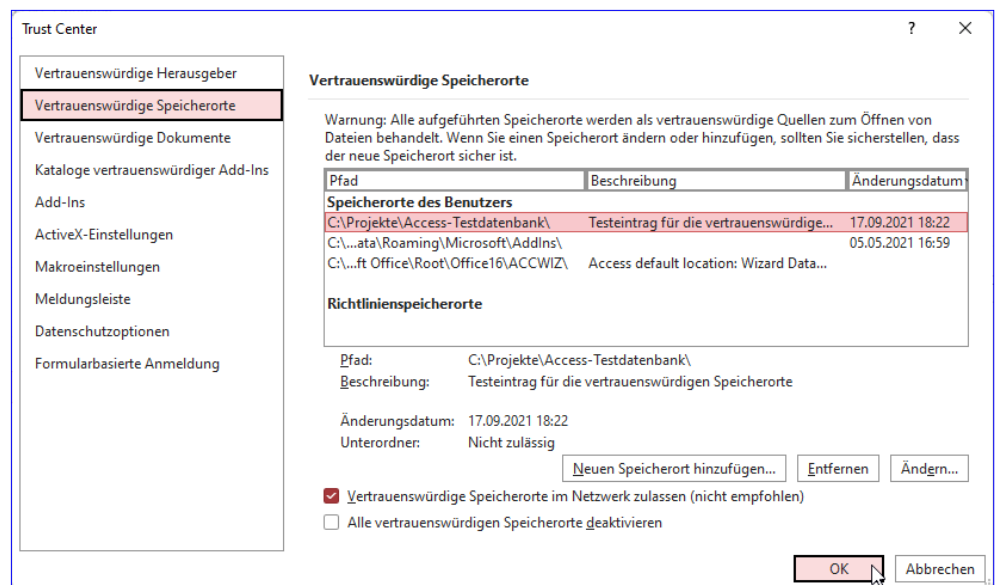 Trust Center
?
Vertrauenswürdige Herausgeber
Vertrauenswürdige Speicherorte
Vertrauenswürdige Dokumente
Kataloge vertrauenswürdiger Add-Ins
Add-Ins
ActiveX-Einstellungen
Makroeinstellungen
Meldungsleiste
Datenschutzoptionen
Formularbasierte Anmeldung
Vertrauenswürdige Speicherorte
Warnung: Alle aufgeführten Speicherorte werden als vertrauenswürdige Quellen zum Öffnen von
Dateien behandelt. Wenn Sie einen Speicherort ändern oder hinzufügen, sollten Sie sicherstellen, dass
der neue Speicherort sicher ist.
Pfad Beschreibung Änderungsdatum
Speicherorte des Benutzers
C:\Projekte\Access-Testdatenbank\ Testeintrag für die vertrauenswürdige... 17.09.2021 18:22
C:\...ata\Roaming\Microsoft\AddIns\ 05.05.2021 16:59
C:\...ft Office\Root\Office16\ACCWIZ\ Access default location: Wizard Data...
Richtlinienspeicherorte
Pfad: C:\Projekte\Access-Testdatenbank\
Beschreibung: Testeintrag für die vertrauenswürdigen Speicherorte
Änderungsdatum: 17.09.2021 18:22
Unterordner: Nicht zulässig
Neuen Speicherort hinzufügen... Entfernen Ändern...
Vertrauenswürdige Speicherorte im Netzwerk zulassen (nicht empfohlen)
Alle vertrauenswürdigen Speicherorte deaktivieren
OK Abbrechen